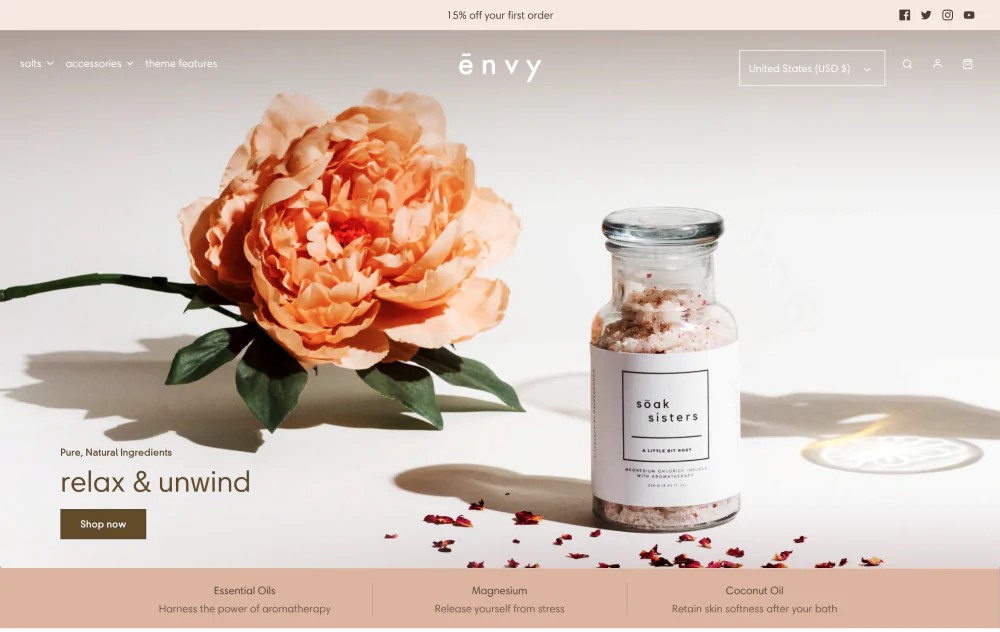 15% off your first order
salts
accessories
theme features
ēnvy
United States (USD $)
sōak
sisters
A LITTLE BIT ROSY
MAGNESIUM CHLORIDE INFUSED
WITH AROMATHERAPY
Pure, Natural Ingredients
relax & unwind
Shop now
Essential Oils
Magnesium
Coconut Oil
Harness the power of aromatherapy
Release yourself from stress
Retain skin softness after your bath